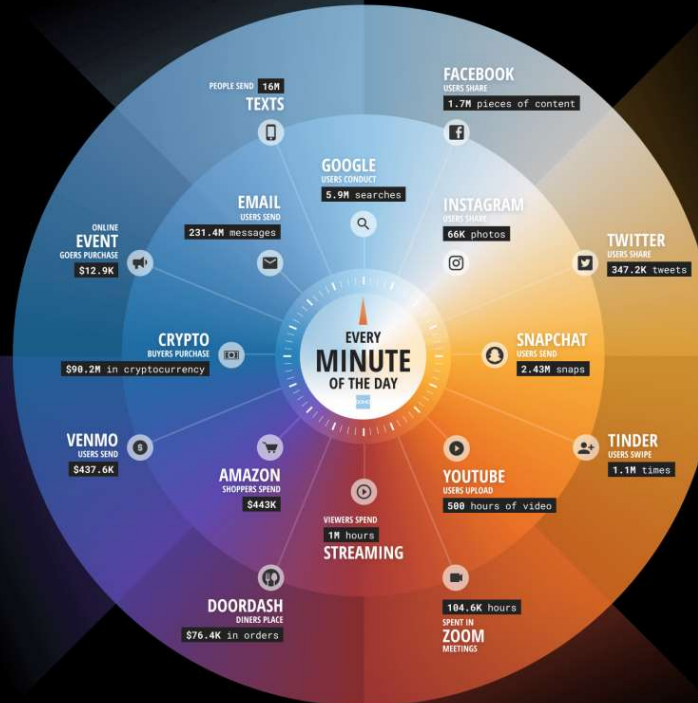 PEOPLE SEND 16M
TEXTS
FACEBOOK
USERS SHARE
1.7M pieces of content
GOOGLE
USERS CONDUCT
5.9M searches
EMAIL
USERS SEND
231.4M messages
INSTAGRAM
USERS SHARE
66K photos
ONLINE
EVENT
GOERS PURCHASE
$12.9K
TWITTER
USERS SHARE
347.2K tweets
CRYPTO
BUYERS PURCHASE
$90.2M in cryptocurrency
EVERY
MINUTE
OF THE DAY
DOMO
SNAPCHAT
USERS SEND
2.43M snaps
VENMO
USERS SEND
$437.6K
$
AMAZON
SHOPPERS SPEND
$443K
YOUTUBE
USERS UPLOAD
500 hours of video
TINDER
USERS SWIPE
1.1M times
VIEWERS SPEND
1M hours
STREAMING
DOORDASH
DINERS PLACE
$76.4K in orders
104.6K hours
SPENT IN
ZOOM
MEETINGS